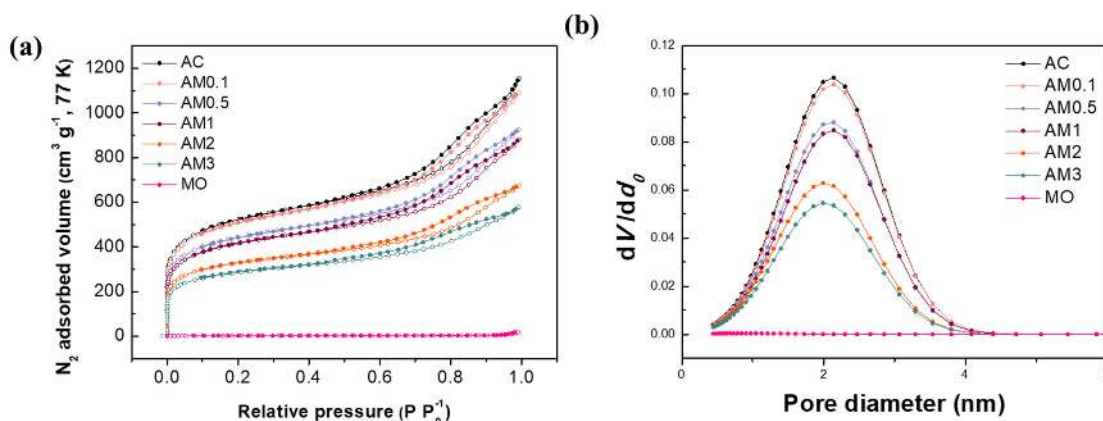 (a)
N₂ adsorbed volume (cm³ g⁻¹, 77 K)
1200
1000
800
600
400
200
0
AC
AM0.1
AM0.5
AM1
AM2
AM3
MO
0.0 0.2 0.4 0.6 0.8 1.0
Relative pressure (P P₀⁻¹)
(b)
dV/dd₀
0.12
0.10
0.08
0.06
0.04
0.02
0.00
AC
AM0.1
AM0.5
AM1
AM2
AM3
MO
0 2 4
Pore diameter (nm)